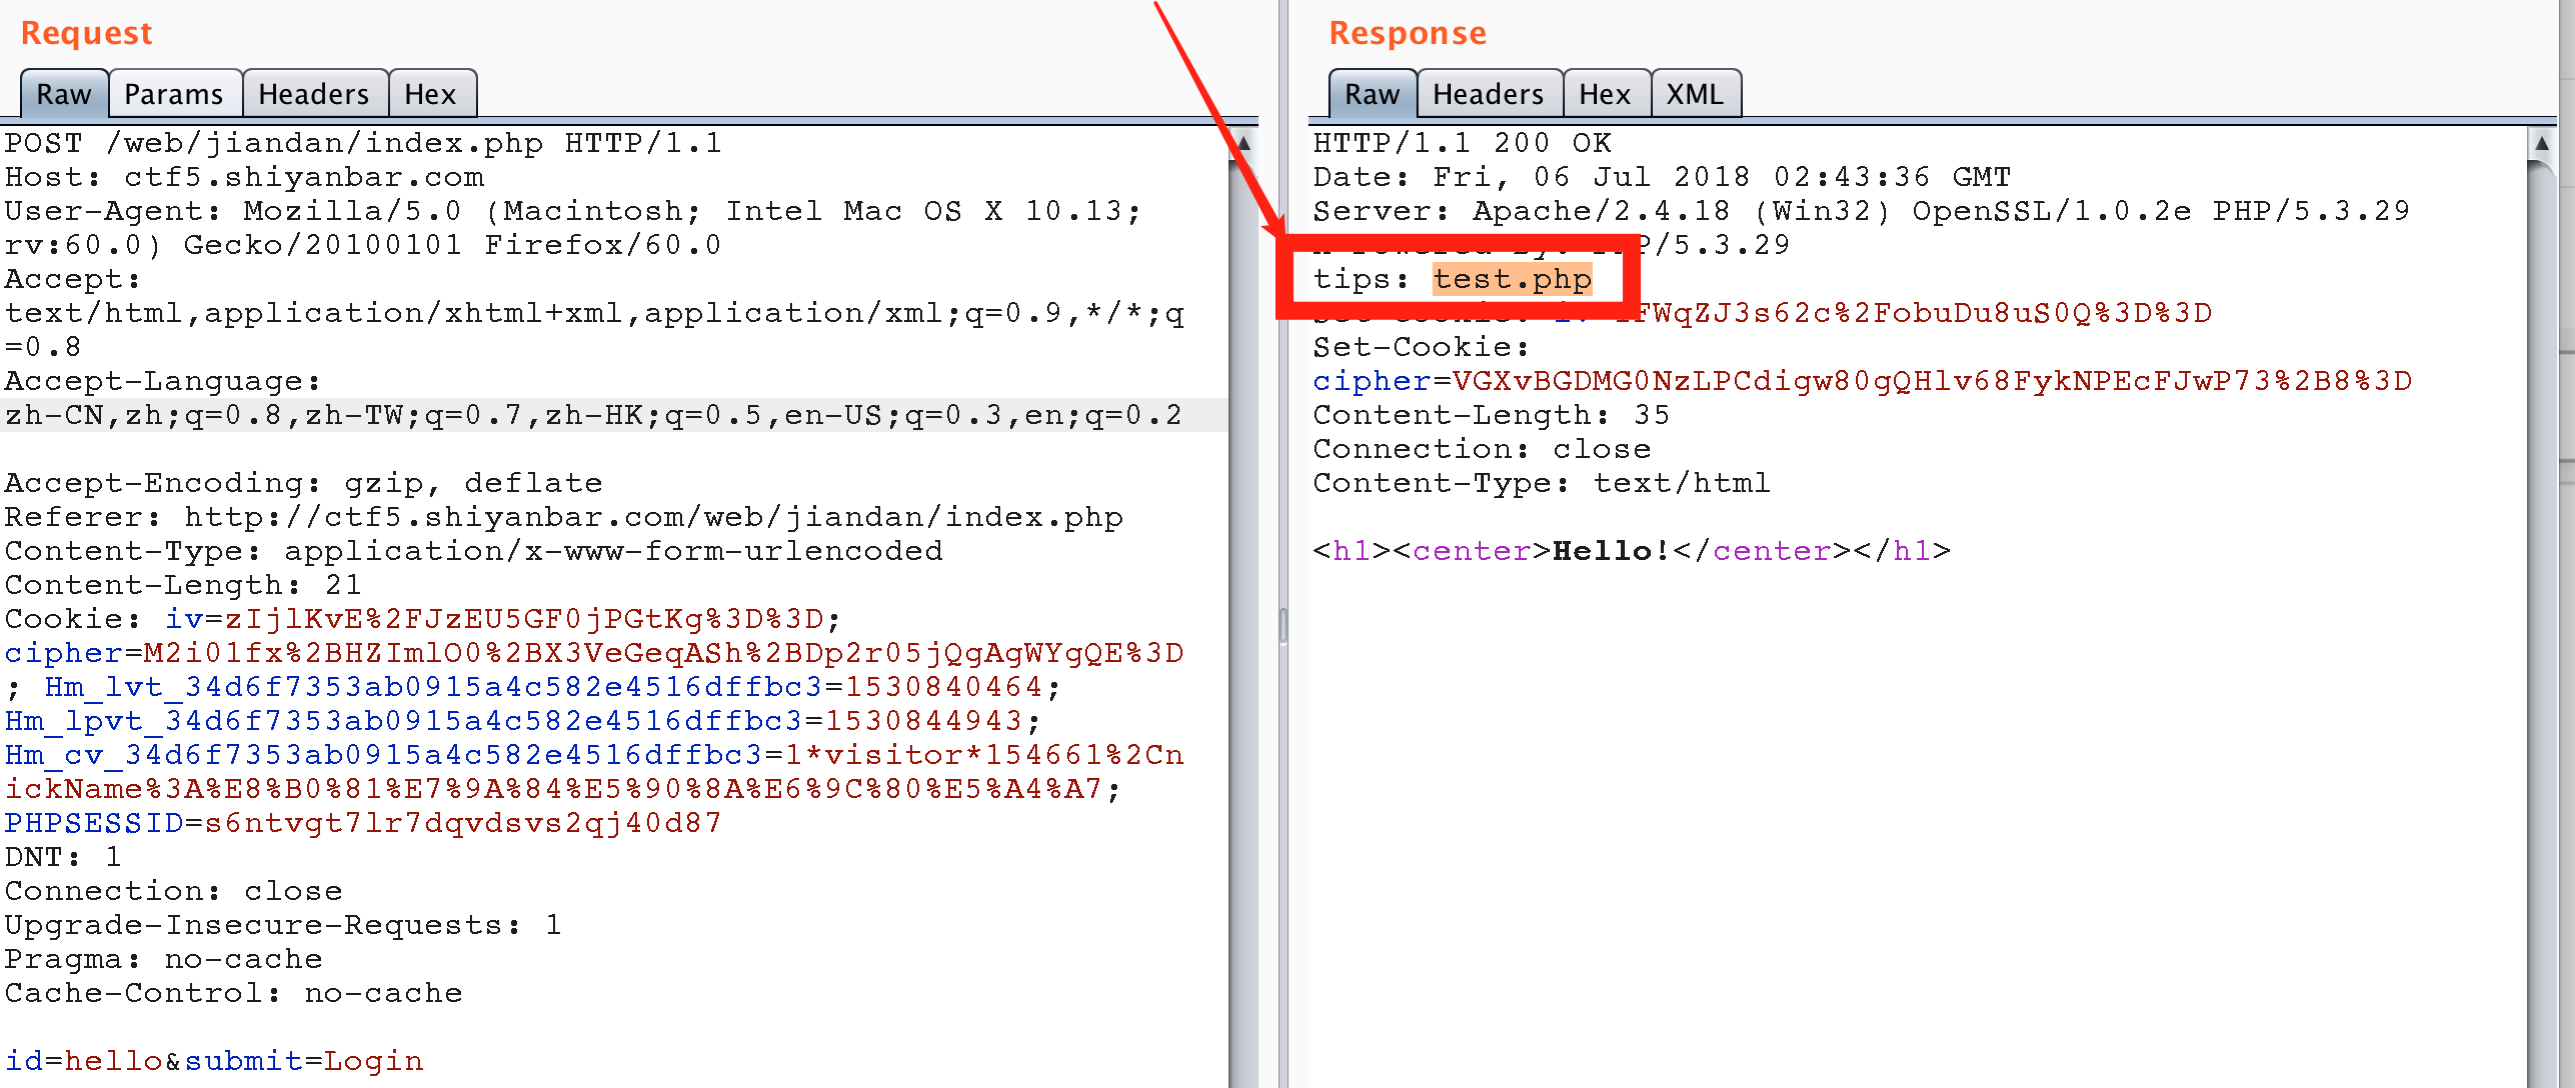 Request
Raw Params Headers Hex
POST /web/jiandan/index.php HTTP/1.1
Host: ctf5.shiyanbar.com
User-Agent: Mozilla/5.0 (Macintosh; Intel Mac OS X 10.13;
rv:60.0) Gecko/20100101 Firefox/60.0
Accept:
text/html,application/xhtml+xml,application/xml;q=0.9,*/*;q
=0.8
Accept-Language:
zh-CN,zh;q=0.8,zh-TW;q=0.7,zh-HK;q=0.5,en-US;q=0.3,en;q=0.2
Accept-Encoding: gzip, deflate
Referer: http://ctf5.shiyanbar.com/web/jiandan/index.php
Content-Type: application/x-www-form-urlencoded
Content-Length: 21
Cookie: iv=zIjlKvE%2FJzEU5GF0jPGtKg%3D%3D;
cipher=M2i01fx%2BHZImlO0%2BX3VeGeqASh%2BDp2r05jQgAgWYgQE%3D
; Hm_lvt_34d6f7353ab0915a4c582e4516dffbc3=1530840464;
Hm_lpvt_34d6f7353ab0915a4c582e4516dffbc3=1530844943;
Hm_cv_34d6f7353ab0915a4c582e4516dffbc3=1*visitor*154661%2Cn
ickName%3A%E8%B0%81%E7%9A%84%E5%90%8A%E6%9C%80%E5%A4%A7;
PHPSESSID=s6ntvgt7lr7dqvdsvs2qj40d87
DNT: 1
Connection: close
Upgrade-Insecure-Requests: 1
Pragma: no-cache
Cache-Control: no-cache
id=hello&submit=Login
Response
Raw Headers Hex XML
HTTP/1.1 200 OK
Date: Fri, 06 Jul 2018 02:43:36 GMT
Server: Apache/2.4.18 (Win32) OpenSSL/1.0.2e PHP/5.3.29
X-Powered-By: PHP/5.3.29
tips: test.php
Set-Cookie: FWqZJ3s62c%2FobuDu8uS0Q%3D%3D
Set-Cookie:
cipher=VGXvBGDMG0NzLPCdigw80gQHlv68FykNPEcFJwP73%2B8%3D
Content-Length: 35
Connection: close
Content-Type: text/html
<h1><center>Hello!</center></h1>